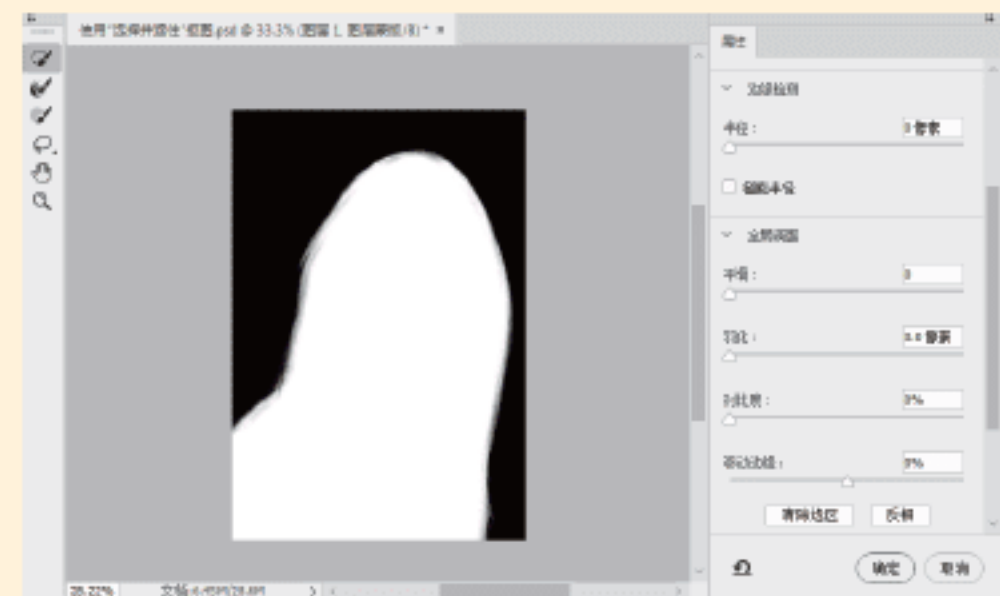 使用"选择并遮住"抠图.psd @ 33.3% (图层 1, 图层蒙版/8) * ×
属性
边缘检测
半径：
0 像素
智能半径
全局调整
平滑：
0
羽化：
0.0 像素
对比度：
0%
移动边缘：
0%
清除选区
反相
确定
取消
文档: